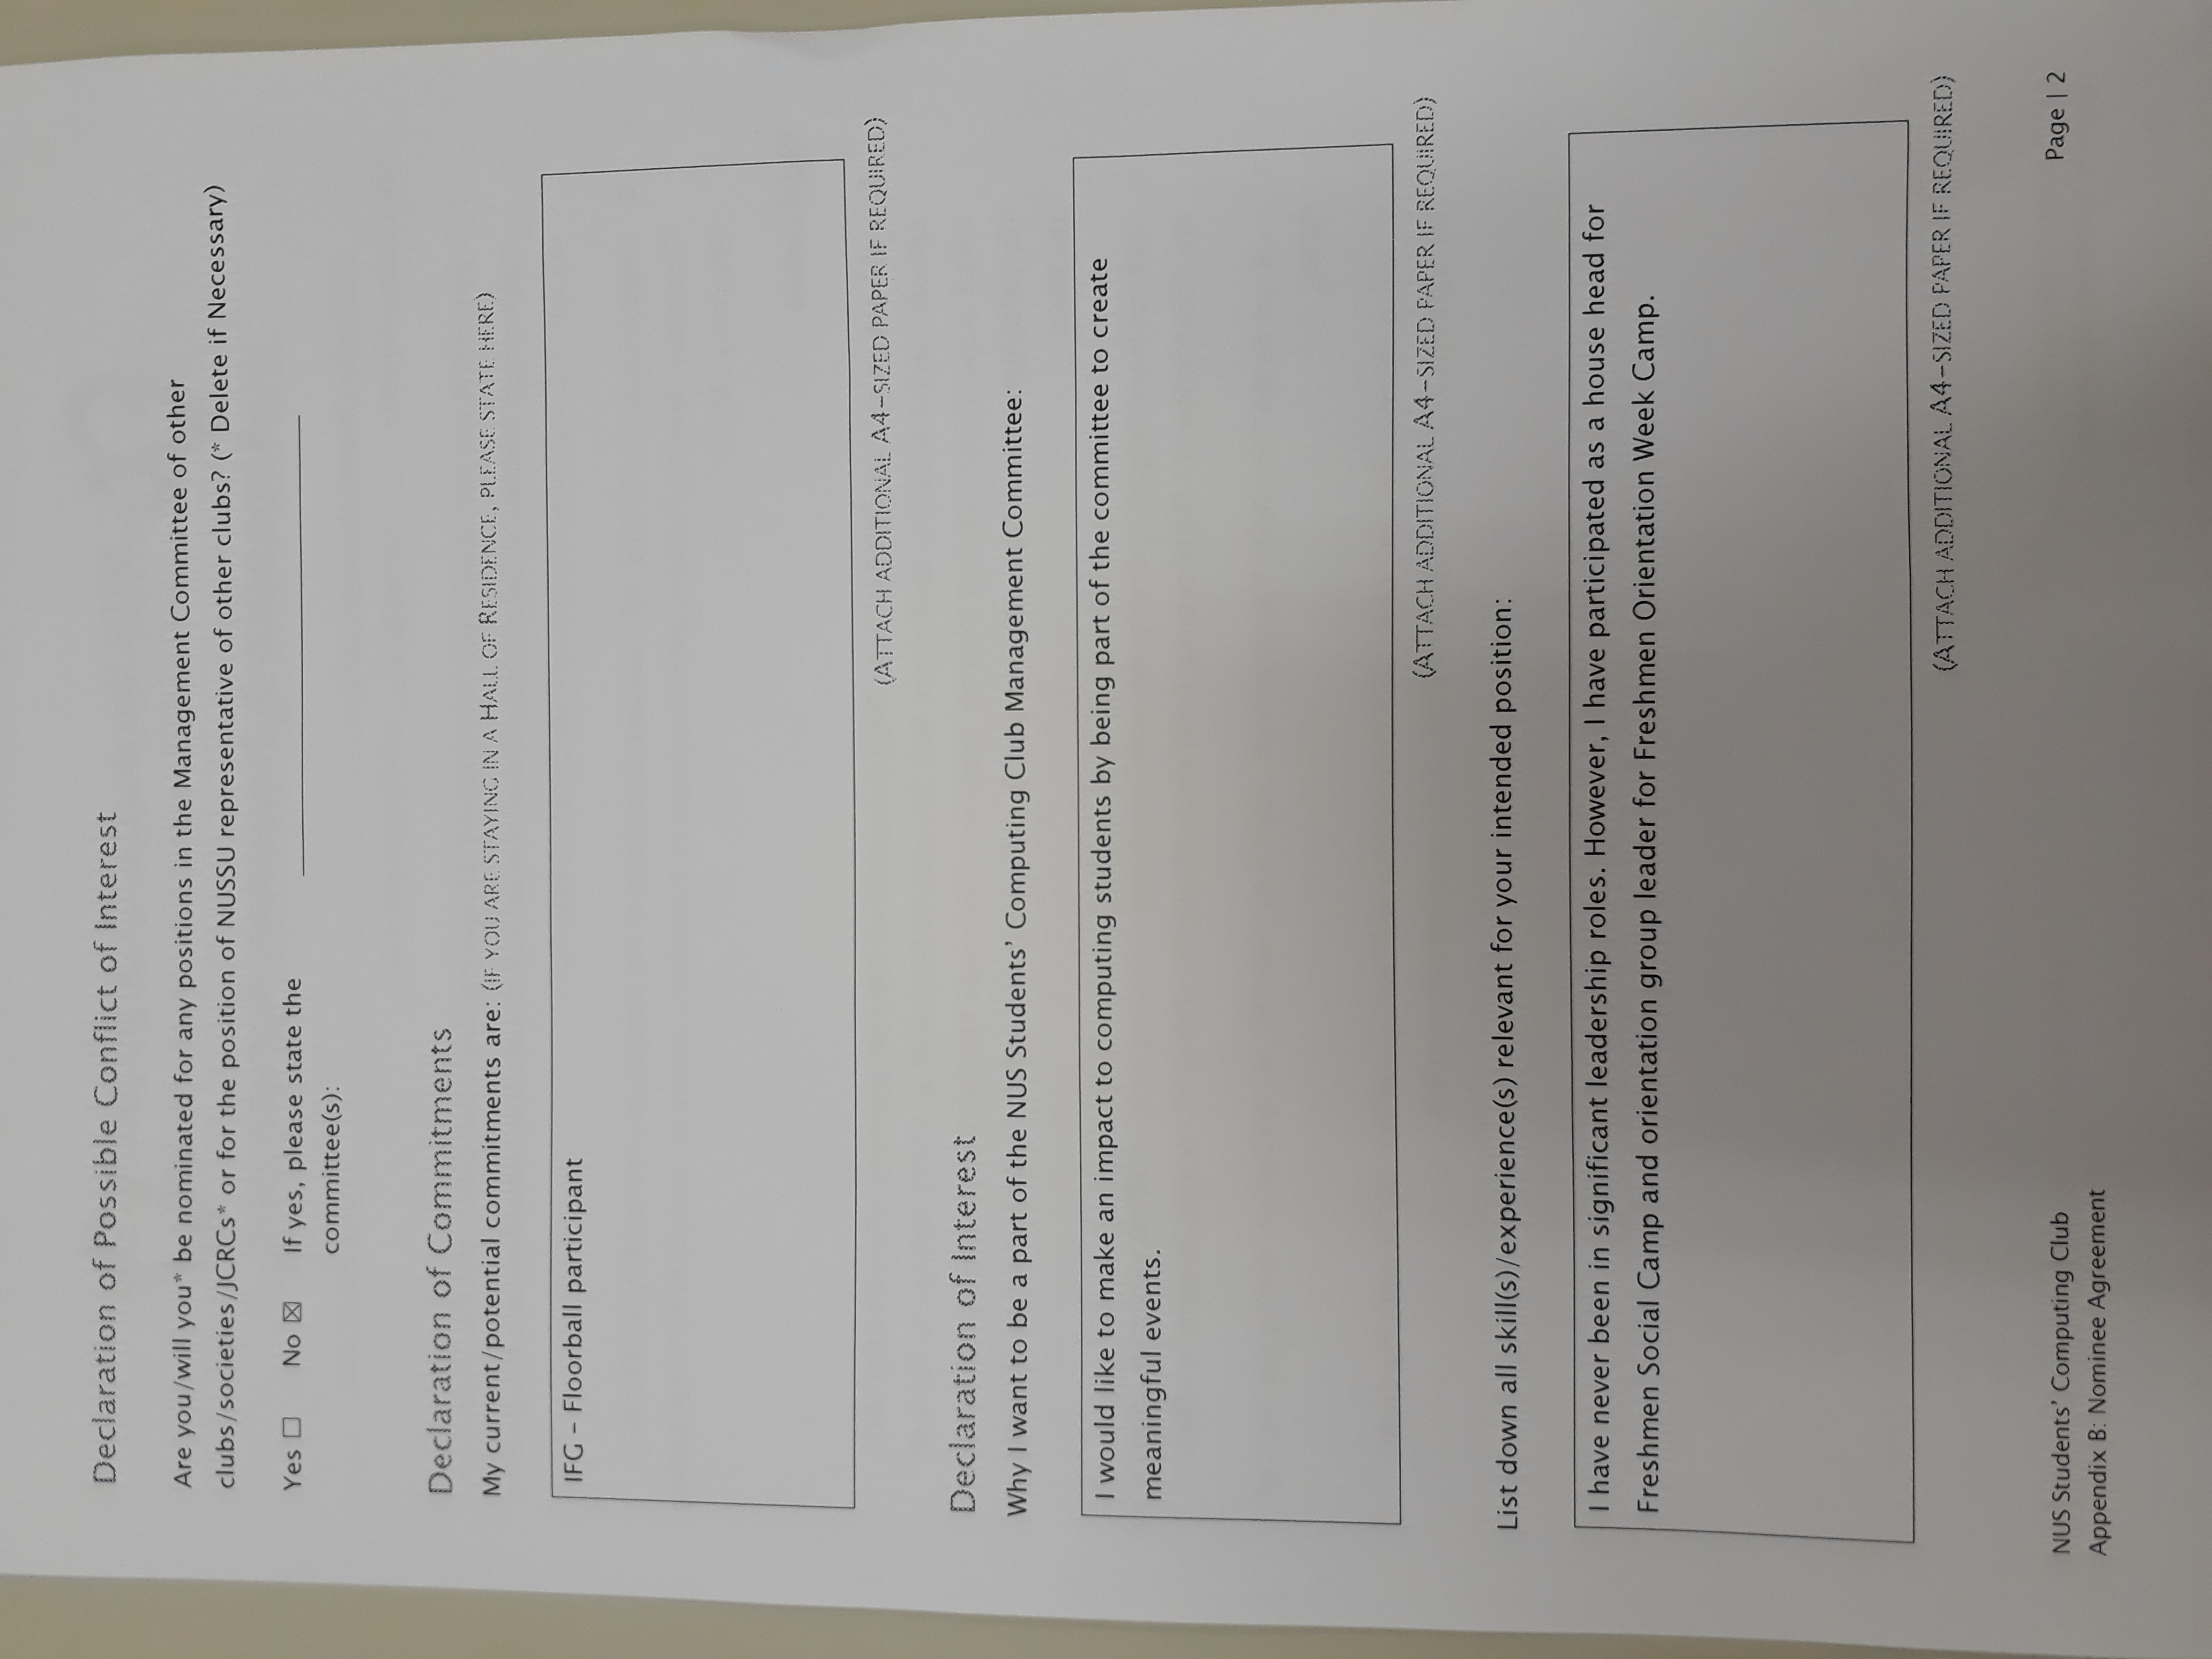 Declaration of Possible Conflict of Interest
Are you/will you* be nominated for any positions in the Management Committee of other
clubs/societies/JCRCs* or for the position of NUSSU representative of other clubs? (* Delete if Necessary)
Yes ☐ No ☒ If yes, please state the
committee(s):
Declaration of Commitments
My current/potential commitments are: (IF YOU ARE STAYING IN A HALL OF RESIDENCE, PLEASE STATE HERE)
IFG – Floorball participant
(ATTACH ADDITIONAL A4-SIZED PAPER IF REQUIRED)
Declaration of Interest
Why I want to be a part of the NUS Students' Computing Club Management Committee:
I would like to make an impact to computing students by being part of the committee to create
meaningful events.
(ATTACH ADDITIONAL A4-SIZED PAPER IF REQUIRED)
List down all skill(s)/experience(s) relevant for your intended position:
I have never been in significant leadership roles. However, I have participated as a house head for
Freshmen Social Camp and orientation group leader for Freshmen Orientation Week Camp.
(ATTACH ADDITIONAL A4-SIZED PAPER IF REQUIRED)
NUS Students' Computing Club
Page | 2
Appendix B: Nominee Agreement